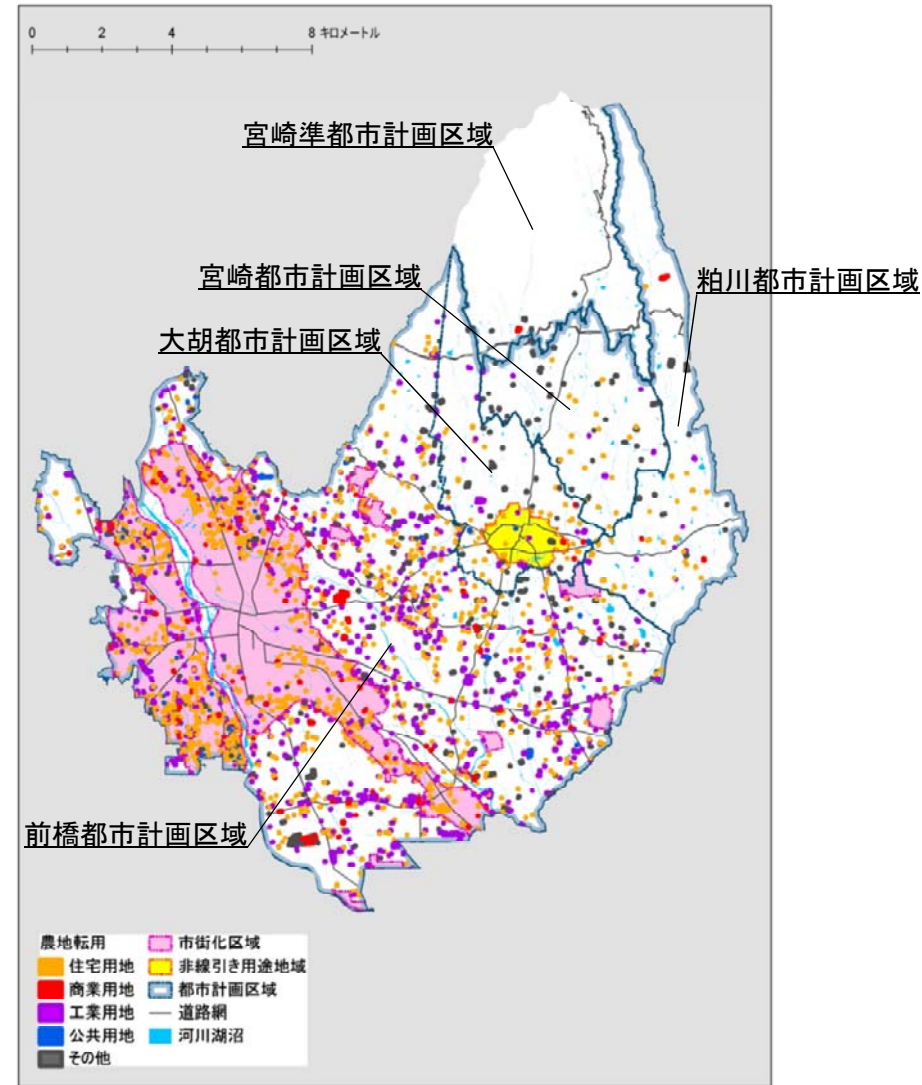 0 2 4 8 キロメートル
宮崎準都市計画区域
宮崎都市計画区域
粕川都市計画区域
大胡都市計画区域
前橋都市計画区域
農地転用
住宅用地
商業用地
工業用地
公共用地
その他
市街化区域
非線引き用途地域
都市計画区域
道路網
河川湖沼